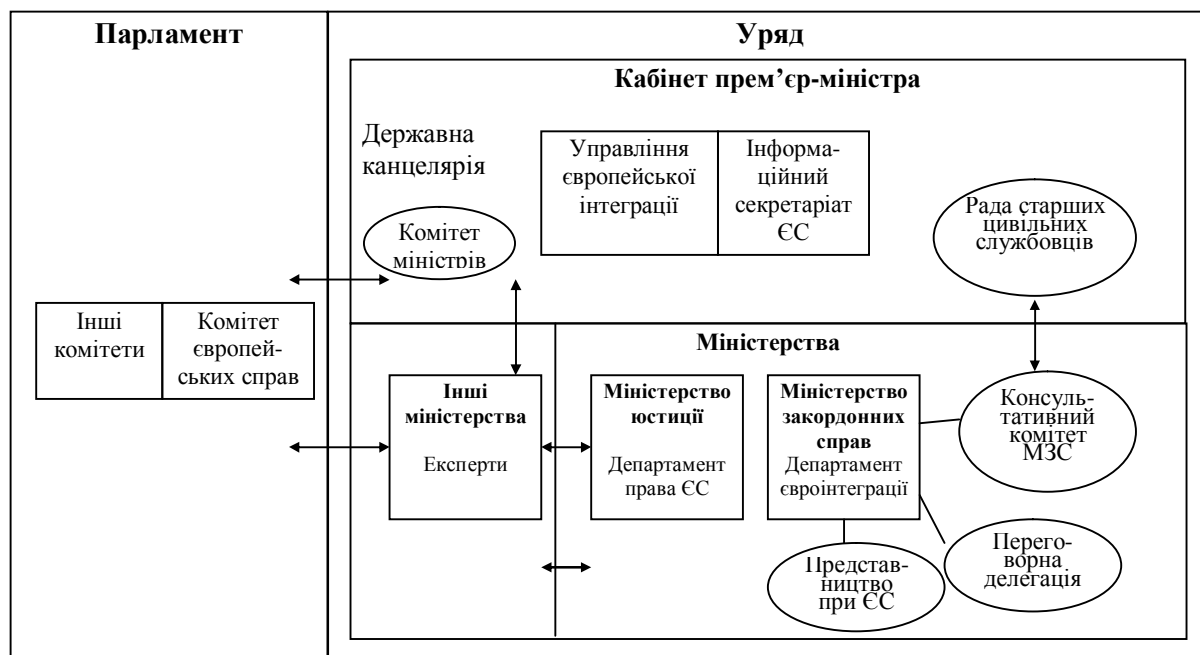 Парламент
Уряд
Кабінет прем’єр-міністра
Державна
канцелярія
Управління
європейської
інтеграції
Інформа-
ційний
секретаріат
ЄС
Рада старших
цивільних
службовців
Комітет
міністрів
Інші
комітети
Комітет
європей-
ських справ
Міністерства
Інші
міністерства
Експерти
Міністерство
юстиції
Департамент
права ЄС
Міністерство
закордонних
справ
Департамент
євроінтеграції
Консуль-
тативний
комітет
МЗС
Представ-
ництво
при ЄС
Перего-
ворна
делегація